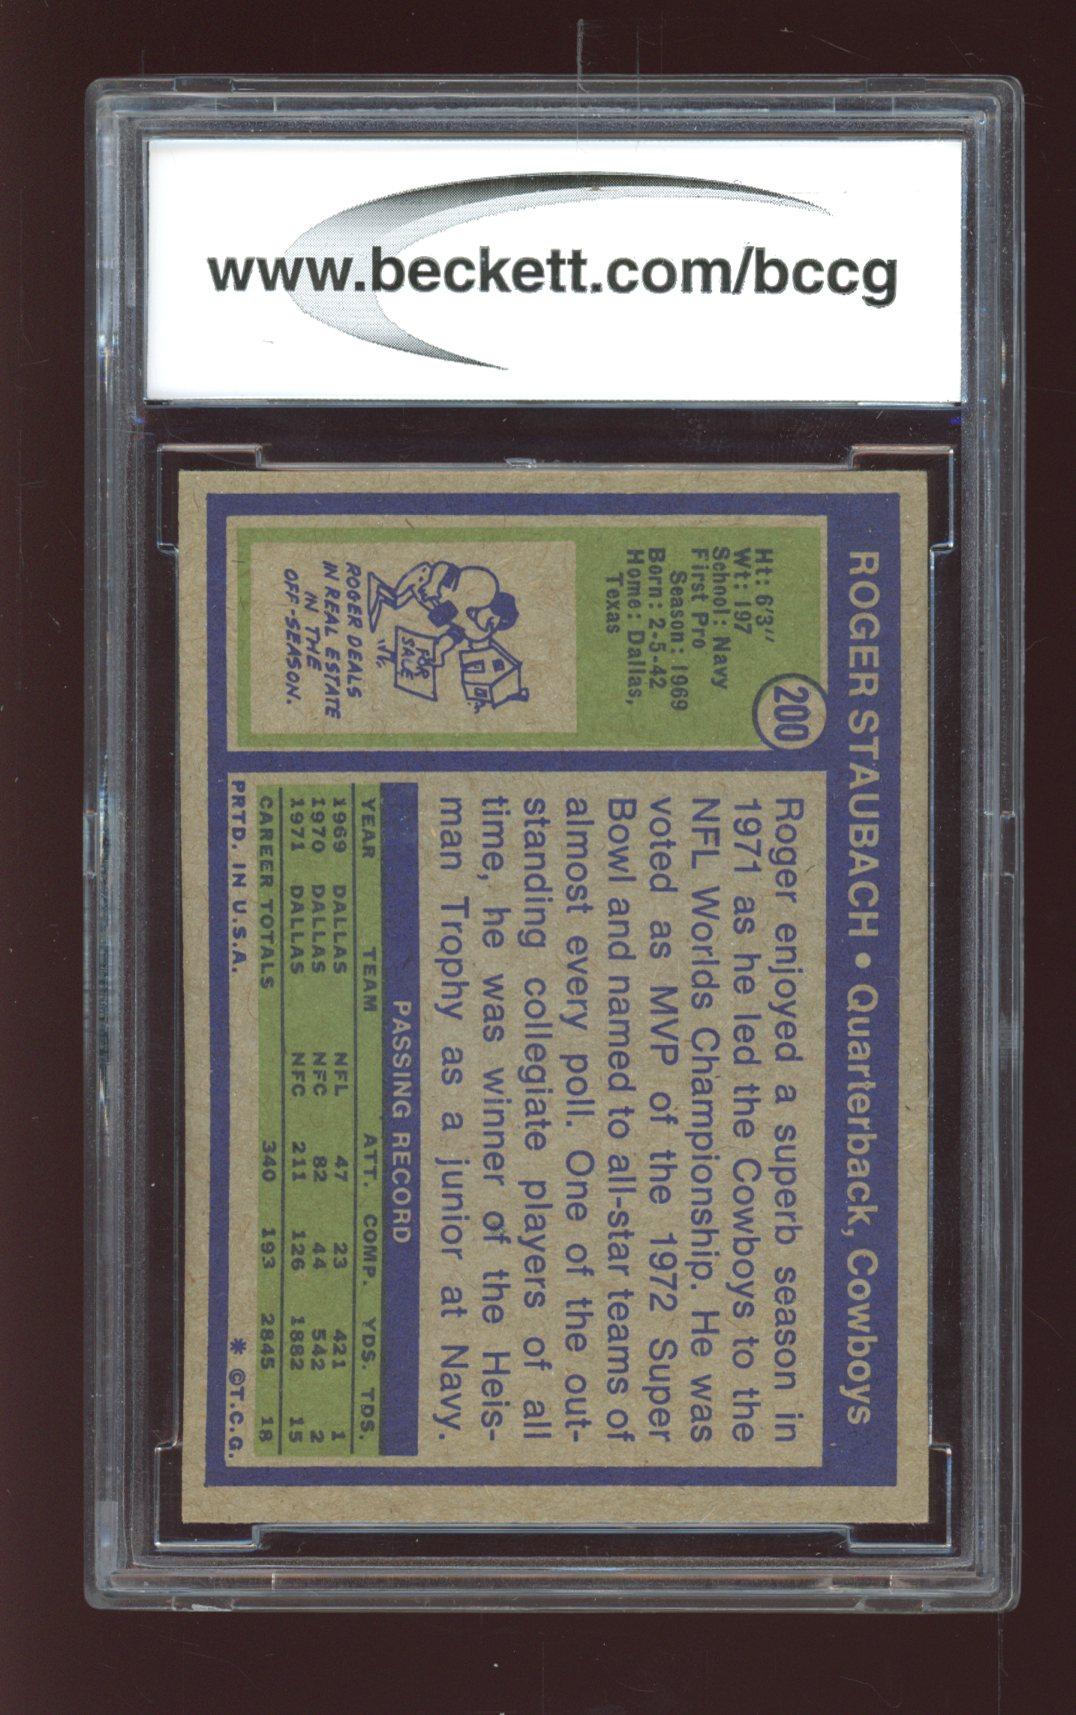 www.beckett.com/bccg
ROGER STAUBACH • Quarterback, Cowboys
200
Ht: 6'3"
Wt: 197
School: Navy
First Pro
Season: 1969
Born: 2-5-42
Home: Dallas,
Texas
FOR
SALE
ROGER DEALS
IN REAL ESTATE
IN THE
OFF-SEASON.
Roger enjoyed a superb season in
1971 as he led the Cowboys to the
NFL Worlds Championship. He was
voted as MVP of the 1972 Super
Bowl and named to all-star teams of
almost every poll. One of the out-
standing collegiate players of all
time, he was winner of the Heis-
man Trophy as a junior at Navy.
PASSING RECORD
YEAR TEAM ATT. COMP. YDS. TDS.
1969 DALLAS NFL 47 23 421 1
1970 DALLAS NFC 82 44 542 2
1971 DALLAS NFC 211 126 1882 15
CAREER TOTALS 340 193 2845 18
PRTD. IN U.S.A. * ©T.C.G.